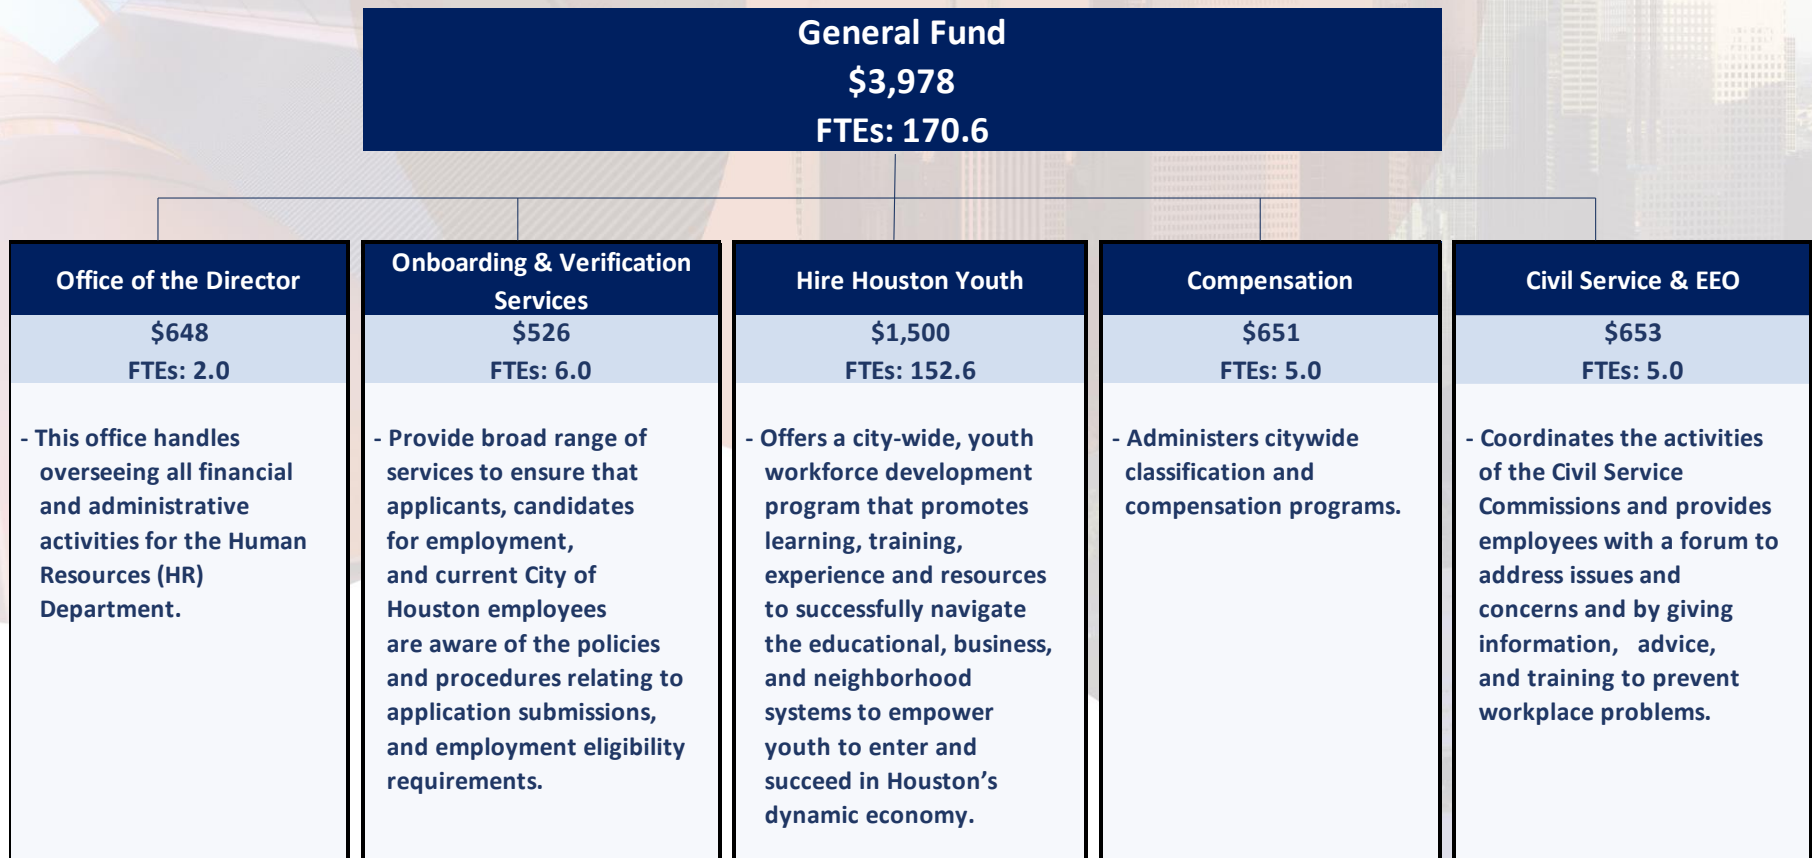 General Fund
$3,978
FTEs: 170.6
Office of the Director
$648
FTEs: 2.0
- This office handles
overseeing all financial
and administrative
activities for the Human
Resources (HR)
Department.
Onboarding & Verification
Services
$526
FTEs: 6.0
- Provide broad range of
services to ensure that
applicants, candidates
for employment,
and current City of
Houston employees
are aware of the policies
and procedures relating to
application submissions,
and employment eligibility
requirements.
Hire Houston Youth
$1,500
FTEs: 152.6
- Offers a city-wide, youth
workforce development
program that promotes
learning, training,
experience and resources
to successfully navigate
the educational, business,
and neighborhood
systems to empower
youth to enter and
succeed in Houston’s
dynamic economy.
Compensation
$651
FTEs: 5.0
- Administers citywide
classification and
compensation programs.
Civil Service & EEO
$653
FTEs: 5.0
- Coordinates the activities
of the Civil Service
Commissions and provides
employees with a forum to
address issues and
concerns and by giving
information,   advice,
and training to prevent
workplace problems.